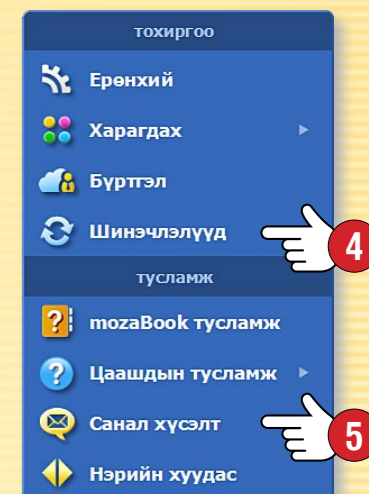 тохиргоо
Ерөнхий
Харагдах
Бүртгэл
Шинэчлэлүүд
4
тусламж
mozaBook тусламж
Цаашдын тусламж
Санал хүсэлт
5
Нэрийн хуудас